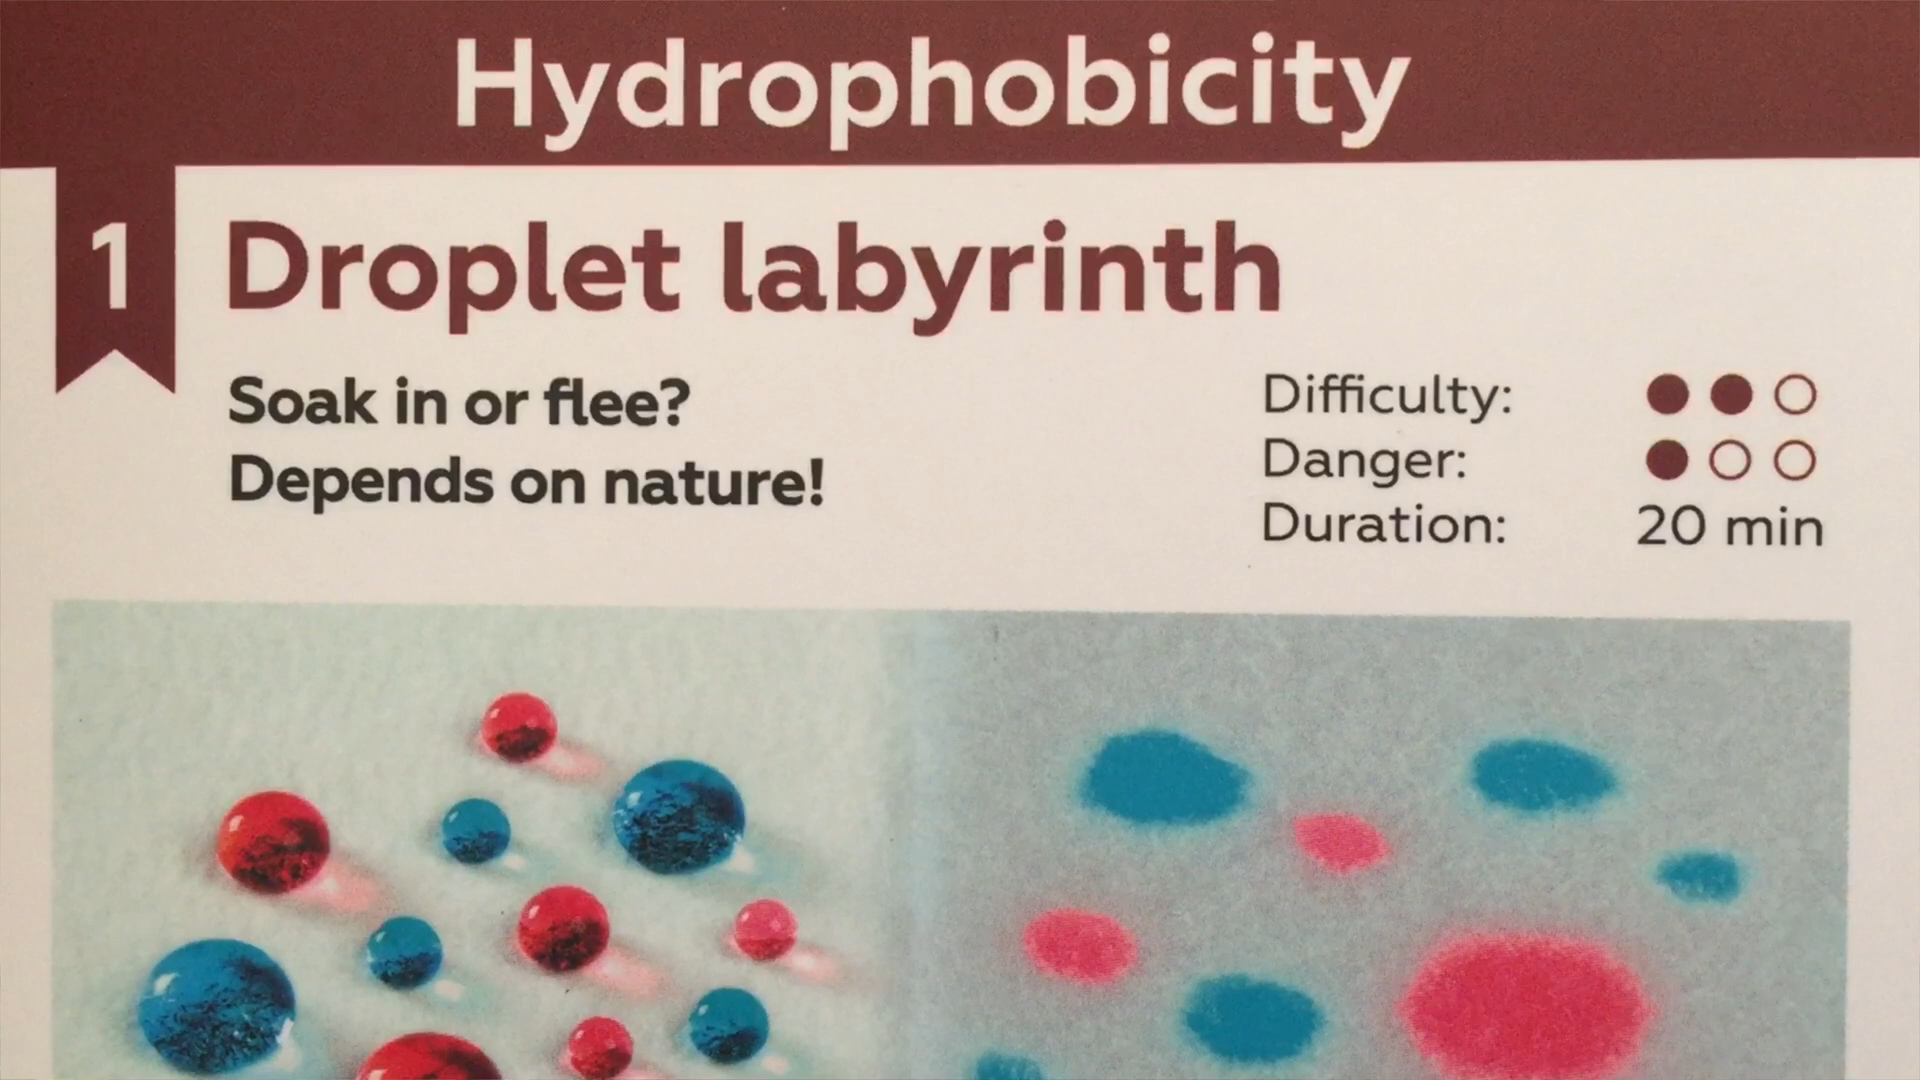 Hydrophobicity
1
Droplet labyrinth
Soak in or flee?
Depends on nature!
Difficulty:
Danger:
Duration: 20 min